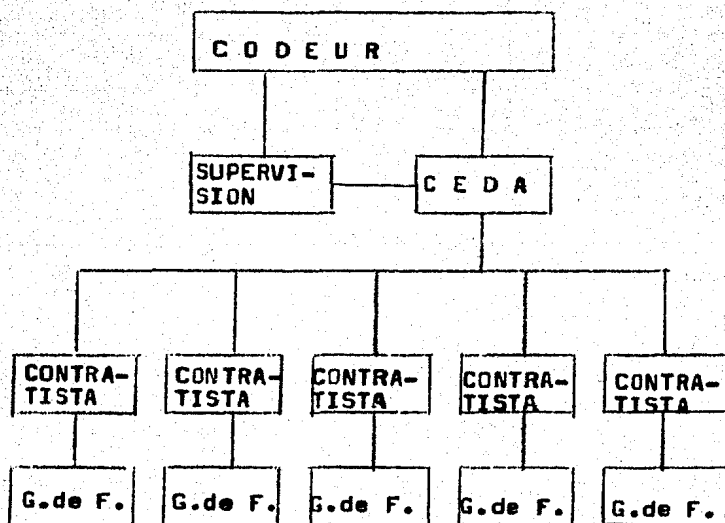 C O D E U R
SUPERVI-
SION
C E D A
CONTRA-
TISTA
CONTRA-
TISTA
CONTRA-
TISTA
CONTRA-
TISTA
CONTRA-
TISTA
G.de F.
G.de F.
G.de F.
G.de F.
G.de F.